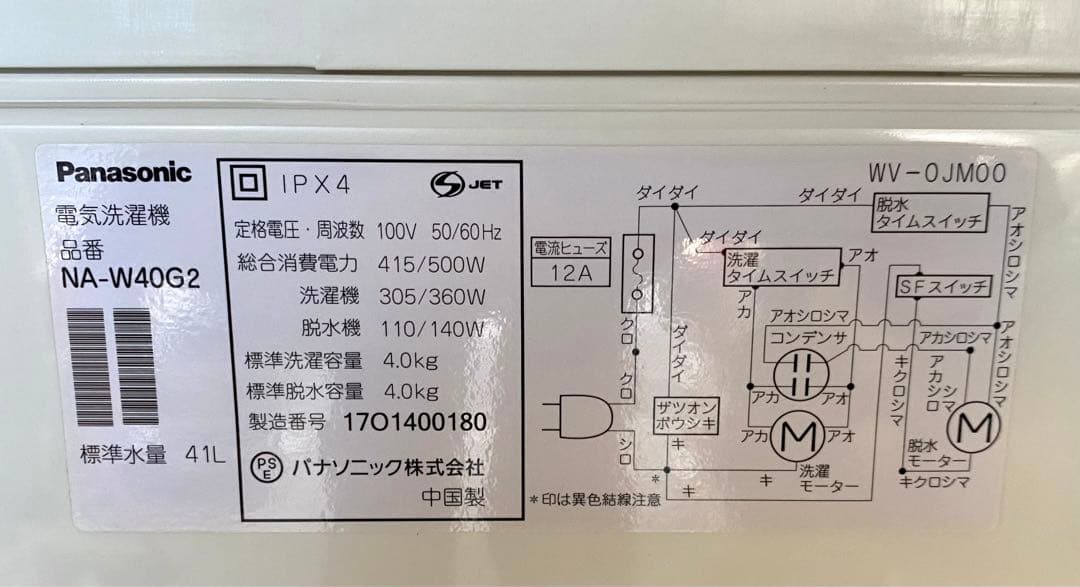 Panasonic
電気洗濯機
品番
NA-W40G2
標準水量 41L
IPX4
S JET
定格電圧・周波数 100V 50/60Hz
総合消費電力 415/500W
洗濯機 305/360W
脱水機 110/140W
標準洗濯容量 4.0kg
標準脱水容量 4.0kg
製造番号 17O1400180
PSE パナソニック株式会社
中国製
WV-0JM00
電流ヒューズ
12A
ダイダイ
ダイダイ
脱水
タイムスイッチ
アオシロシマ
ダイダイ
洗濯
タイムスイッチ
アオ
アカ
SFスイッチ
アオシロシマ
コンデンサ
アカシロシマ
アオシロシマ
クロ
クロ
ダイダイ
キクロシマ
アカシロ
シマ
アカ
アオ
ザツオン
ボウシキ
アカ
M
アオ
M
シロ
キ
洗濯
モーター
脱水
モーター
*
キ
キ
キクロシマ
*印は異色結線注意